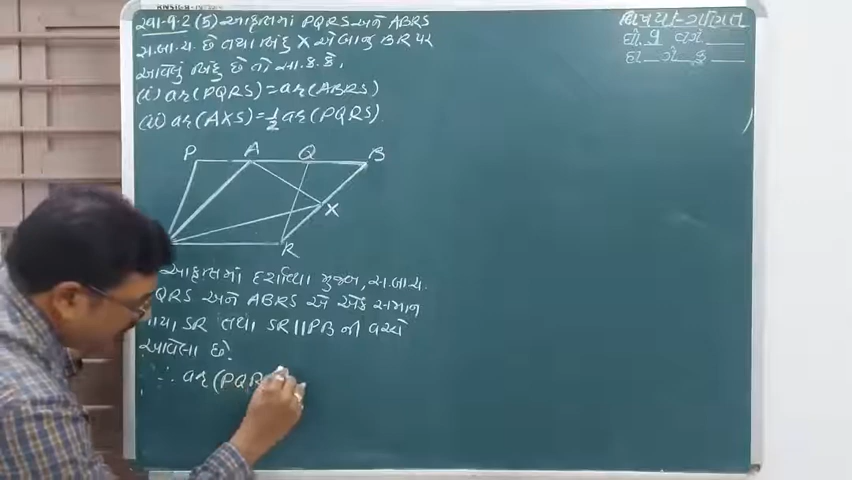 સ્વા-9.2 (5) આકૃતિમાં PQRS અને ABRS
સ.બા.ચ. છે તથા બિંદુ X એ બાજુ BR પર
આવેલું બિંદુ છે તો સા.ક.કે.
(i) ar(PQRS) = ar(ABRS)
(ii) ar(AXS) = 1/2 ar(PQRS)
વિષય-ગણિત
ધો. 9
P A Q B
X
R
આકૃતિમાં દર્શાવ્યા મુજબ, સ.બા.ચ.
QRS અને ABRS એ એક સમાન
પાયા SR તથા SR||PB ની વચ્ચે
આવેલા છે.
∴ ar(PQR